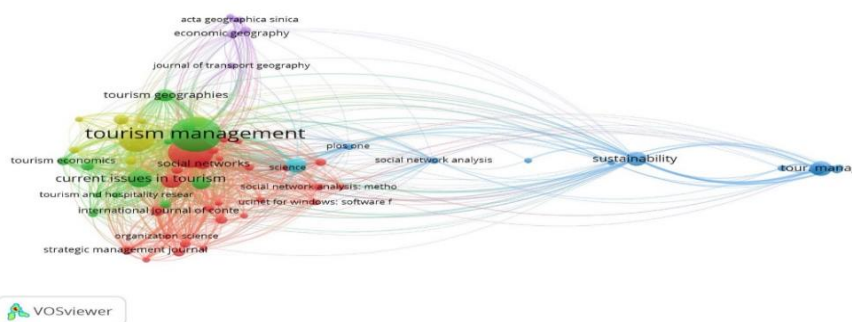 acta geographica sinica
economic geography
journal of transport geography
tourism geographies
tourism management
plos one
tourism economics
social networks
science
social network analysis
sustainability
tour. manag
current issues in tourism
social network analysis: metho
tourism and hospitality resear
ucinet for windows: software f
international journal of conte
organization science
strategic management journal
VOSviewer